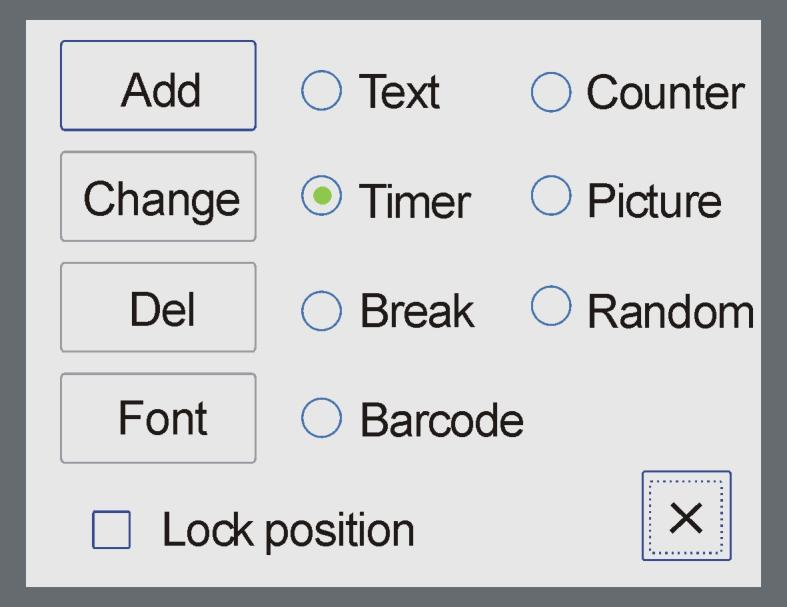 Add Text Counter
Change Timer Picture
Del Break Random
Font Barcode
Lock position